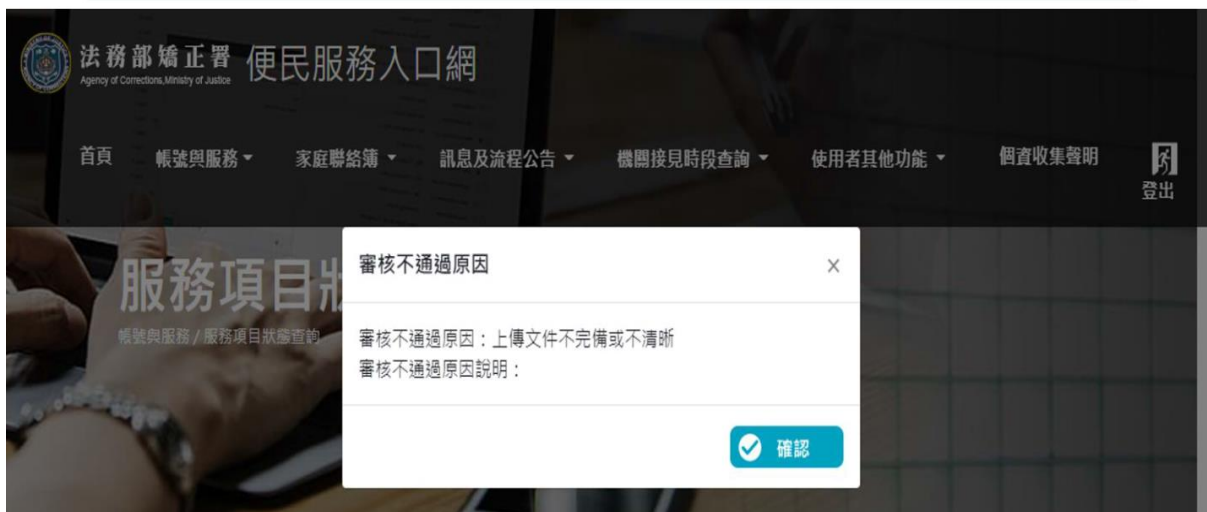 法務部矯正署 便民服務入口網
Agency of Corrections,Ministry of Justice
首頁 帳號與服務 家庭聯絡簿 訊息及流程公告 機關接見時段查詢 使用者其他功能 個資收集聲明
登出
服務項目狀
帳號與服務 / 服務項目狀態查詢
審核不通過原因 ×
審核不通過原因：上傳文件不完備或不清晰
審核不通過原因說明：
確認